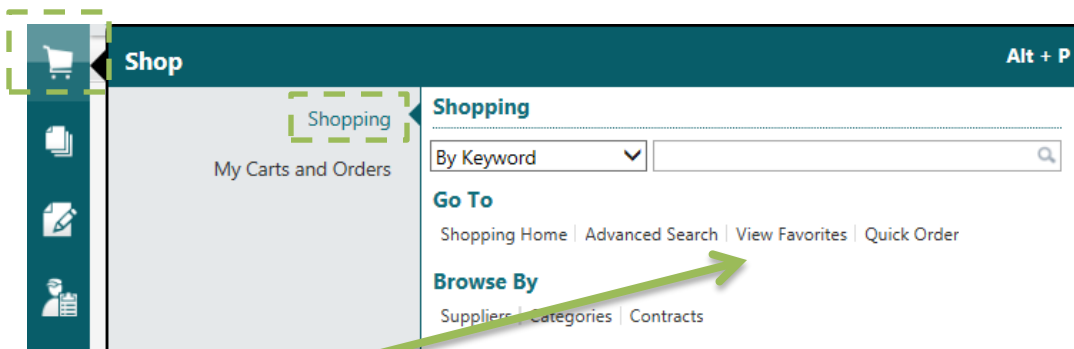 Shop Alt + P
Shopping
My Carts and Orders
Shopping
By Keyword
Go To
Shopping Home | Advanced Search | View Favorites | Quick Order
Browse By
Suppliers | Categories | Contracts